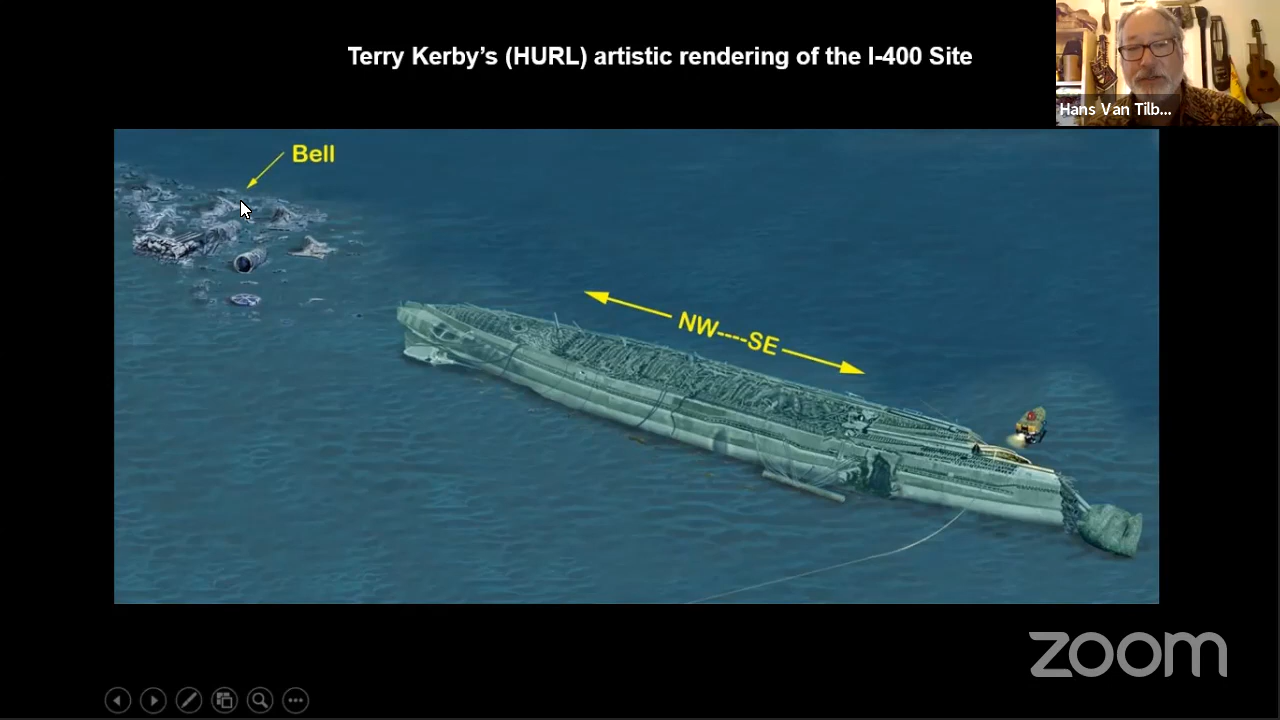 Terry Kerby's (HURL) artistic rendering of the I-400 Site
Hans Van Tilb...
Bell
NW----SE
zoom